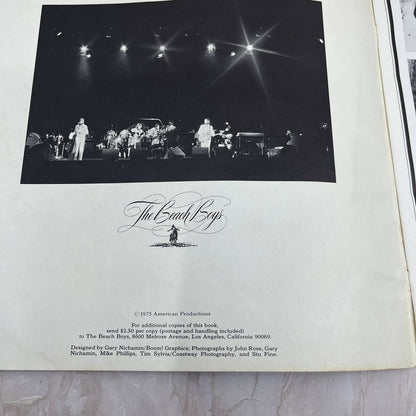 The Beach Boys
© 1975 American Productions
For additional copies of this book,
send $2.50 per copy (postage and handling included)
to The Beach Boys, 8600 Melrose Avenue, Los Angeles, California 90069.
Designed by Gary Nichamin/Boom! Graphics; Photographs by John Rose, Gary
Nichamin, Mike Phillips, Tim Sylvia/Coastway Photography, and Stu Fine.